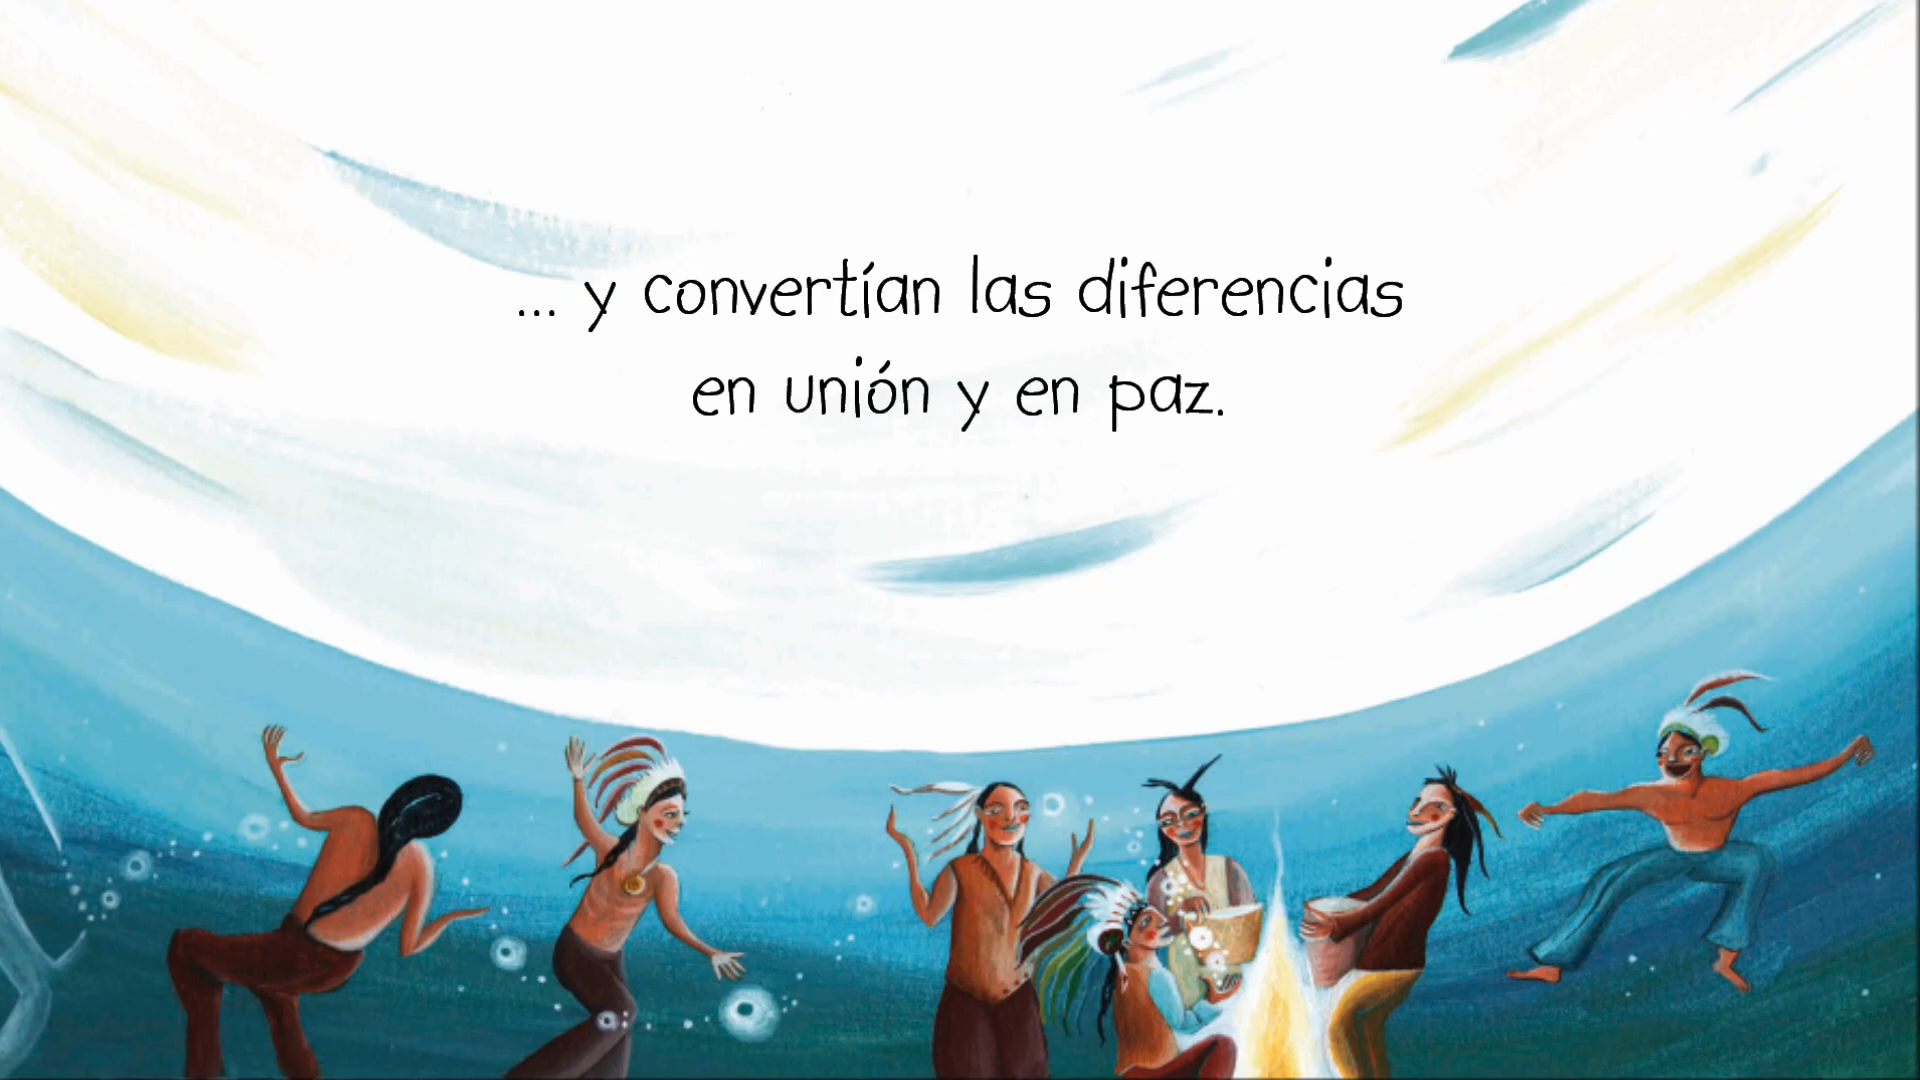 ... y convertían las diferencias
en unión y en paz.